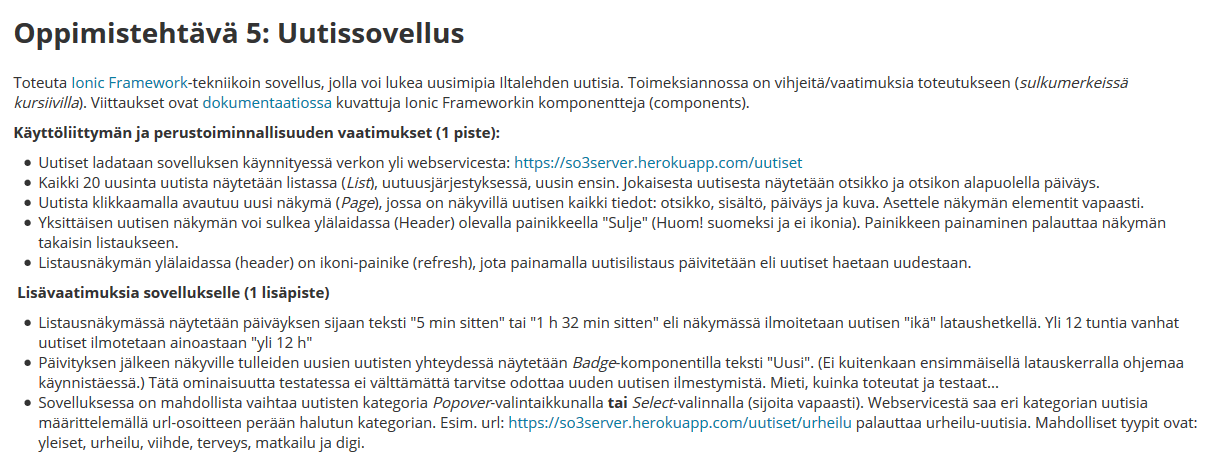 Oppimistehtävä 5: Uutissovellus
Toteuta Ionic Framework-tekniikoin sovellus, jolla voi lukea uusimipia Iltalehden uutisia. Toimeksiannossa on vihjeitä/vaatimuksia toteutukseen (sulkumerkeissä
kursiivilla). Viittaukset ovat dokumentaatiossa kuvattuja Ionic Frameworkin komponentteja (components).
Käyttöliittymän ja perustoiminnallisuuden vaatimukset (1 piste):
• Uutiset ladataan sovelluksen käynnityessä verkon yli webservicesta: https://so3server.herokuapp.com/uutiset
• Kaikki 20 uusinta uutista näytetään listassa (List), uutuusjärjestyksessä, uusin ensin. Jokaisesta uutisesta näytetään otsikko ja otsikon alapuolella päiväys.
• Uutista klikkaamalla avautuu uusi näkymä (Page), jossa on näkyvillä uutisen kaikki tiedot: otsikko, sisältö, päiväys ja kuva. Asettele näkymän elementit vapaasti.
• Yksittäisen uutisen näkymän voi sulkea ylälaidassa (Header) olevalla painikkeella "Sulje" (Huom! suomeksi ja ei ikonia). Painikkeen painaminen palauttaa näkymän
takaisin listaukseen.
• Listausnäkymän ylälaidassa (header) on ikoni-painike (refresh), jota painamalla uutisilistaus päivitetään eli uutiset haetaan uudestaan.
Lisävaatimuksia sovellukselle (1 lisäpiste)
• Listausnäkymässä näytetään päiväyksen sijaan teksti "5 min sitten" tai "1 h 32 min sitten" eli näkymässä ilmoitetaan uutisen "ikä" lataushetkellä. Yli 12 tuntia vanhat
uutiset ilmotetaan ainoastaan "yli 12 h"
• Päivityksen jälkeen näkyville tulleiden uusien uutisten yhteydessä näytetään Badge-komponentilla teksti "Uusi". (Ei kuitenkaan ensimmäisellä latauskerralla ohjemaa
käynnistäessä.) Tätä ominaisuutta testatessa ei välttämättä tarvitse odottaa uuden uutisen ilmestymistä. Mieti, kuinka toteutat ja testaat...
• Sovelluksessa on mahdollista vaihtaa uutisten kategoria Popover-valintaikkunalla tai Select-valinnalla (sijoita vapaasti). Webservicestä saa eri kategorian uutisia
määrittelemällä url-osoitteen perään halutun kategorian. Esim. url: https://so3server.herokuapp.com/uutiset/urheilu palauttaa urheilu-uutisia. Mahdolliset tyypit ovat:
yleiset, urheilu, viihde, terveys, matkailu ja digi.